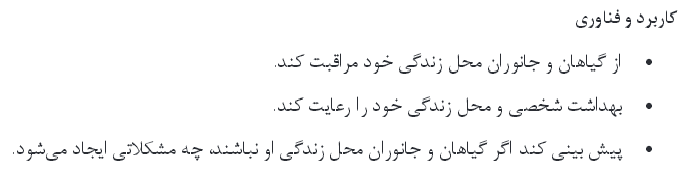 کاربرد و فناوری
• از گیاهان و جانوران محل زندگی خود مراقبت کند.
• بهداشت شخصی و محل زندگی خود را رعایت کند.
• پیش بینی کند اگر گیاهان و جانوران محل زندگی او نباشند، چه مشکلاتی ایجاد می‌شود.